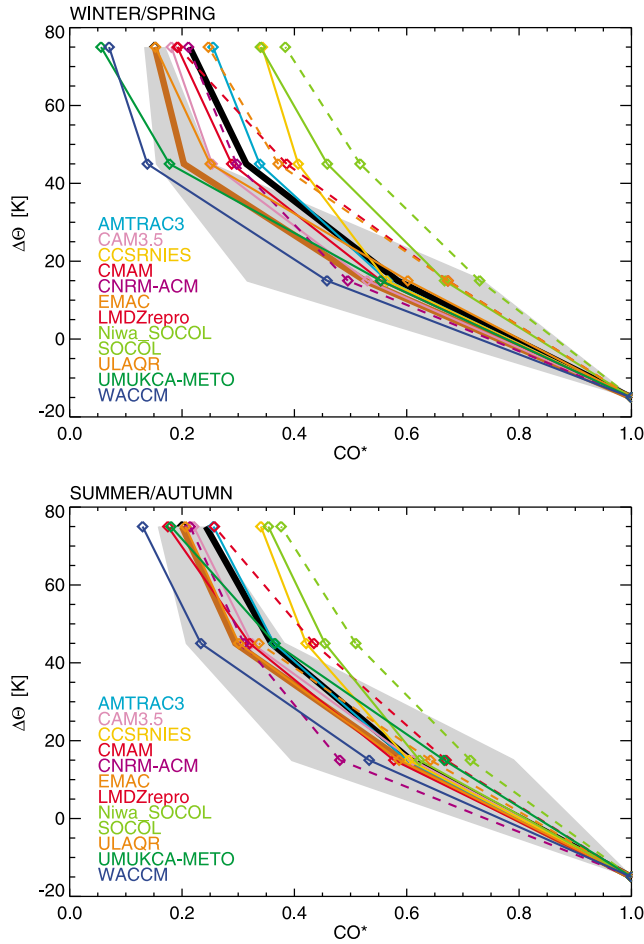 WINTER/SPRING
80
60
40
20
0
-20
ΔΘ [K]
AMTRAC3
CAM3.5
CCSRNIES
CMAM
CNRM-ACM
EMAC
LMDZrepro
Niwa_SOCOL
SOCOL
ULAQR
UMUKCA-METO
WACCM
0.0 0.2 0.4 0.6 0.8 1.0
CO*
SUMMER/AUTUMN
80
60
40
20
0
-20
ΔΘ [K]
AMTRAC3
CAM3.5
CCSRNIES
CMAM
CNRM-ACM
EMAC
LMDZrepro
Niwa_SOCOL
SOCOL
ULAQR
UMUKCA-METO
WACCM
0.0 0.2 0.4 0.6 0.8 1.0
CO*